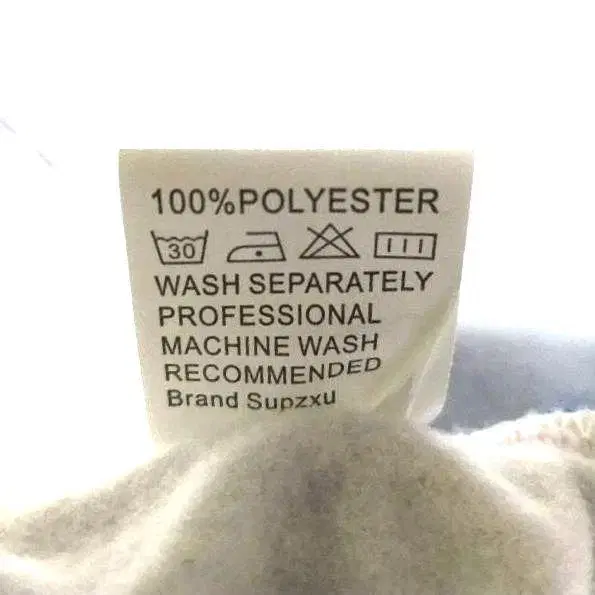 100%POLYESTER
30
WASH SEPARATELY
PROFESSIONAL
MACHINE WASH
RECOMMENDED
Brand Supzxu